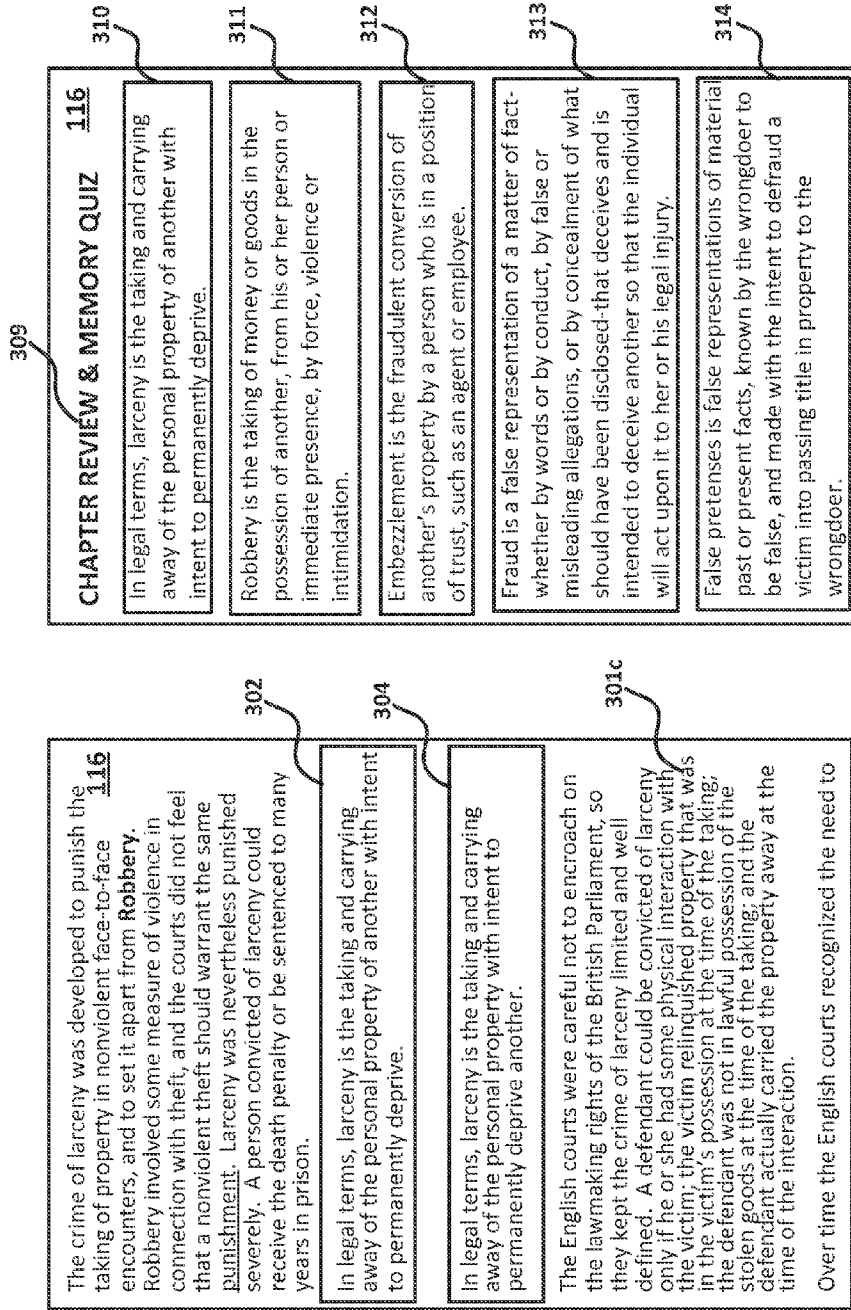 The crime of larceny was developed to punish the
116
taking of property in nonviolent face-to-face
encounters, and to set it apart from Robbery.
Robbery involved some measure of violence in
connection with theft, and the courts did not feel
that a nonviolent theft should warrant the same
punishment. Larceny was nevertheless punished
severely. A person convicted of larceny could
receive the death penalty or be sentenced to many
years in prison.
302
In legal terms, larceny is the taking and carrying
away of the personal property of another with intent
to permanently deprive.
304
In legal terms, larceny is the taking and carrying
away of the personal property with intent to
permanently deprive another.
301c
The English courts were careful not to encroach on
the lawmaking rights of the British Parliament, so
they kept the crime of larceny limited and well
defined. A defendant could be convicted of larceny
only if he or she had some physical interaction with
the victim; the victim relinquished property that was
in the victim's possession at the time of the taking;
the defendant was not in lawful possession of the
stolen goods at the time of the taking; and the
defendant actually carried the property away at the
time of the interaction.
Over time the English courts recognized the need to
309
CHAPTER REVIEW & MEMORY QUIZ 116
310
In legal terms, larceny is the taking and carrying
away of the personal property of another with
intent to permanently deprive.
311
Robbery is the taking of money or goods in the
possession of another, from his or her person or
immediate presence, by force, violence or
intimidation.
312
Embezzlement is the fraudulent conversion of
another's property by a person who is in a position
of trust, such as an agent or employee.
313
Fraud is a false representation of a matter of fact-
whether by words or by conduct, by false or
misleading allegations, or by concealment of what
should have been disclosed-that deceives and is
intended to deceive another so that the individual
will act upon it to her or his legal injury.
314
False pretenses is false representations of material
past or present facts, known by the wrongdoer to
be false, and made with the intent to defraud a
victim into passing title in property to the
wrongdoer.